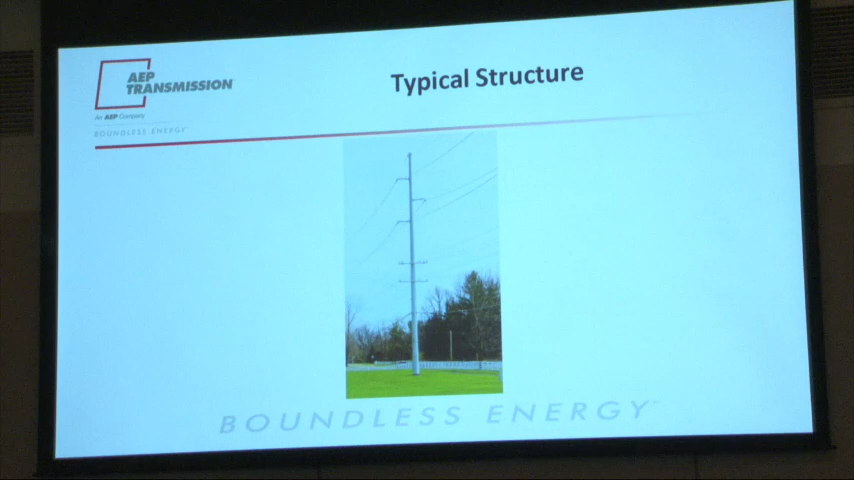 AEP
TRANSMISSION
An AEP Company
BOUNDLESS ENERGY
Typical Structure
BOUNDLESS ENERGY